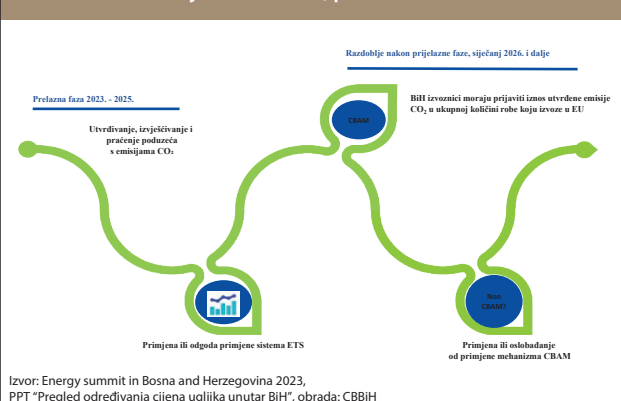 Razdoblje nakon prijelazne faze, siječanj 2026. i dalje
Prelazna faza 2023. - 2025.
BiH izvoznici moraju prijaviti iznos utvrđene emisije
CO₂ u ukupnoj količini robe koju izvoze u EU
CBAM
Utvrđivanje, izvješćivanje i
praćenje poduzeća
s emisijama CO₂
Non
CBAM?
Primjena ili odgoda primjene sistema ETS
Primjena ili oslobađanje
od primjene mehanizma CBAM
Izvor: Energy summit in Bosna and Herzegovina 2023,
PPT "Pregled određivanja cijena ugljika unutar BiH", obrada: CBBiH